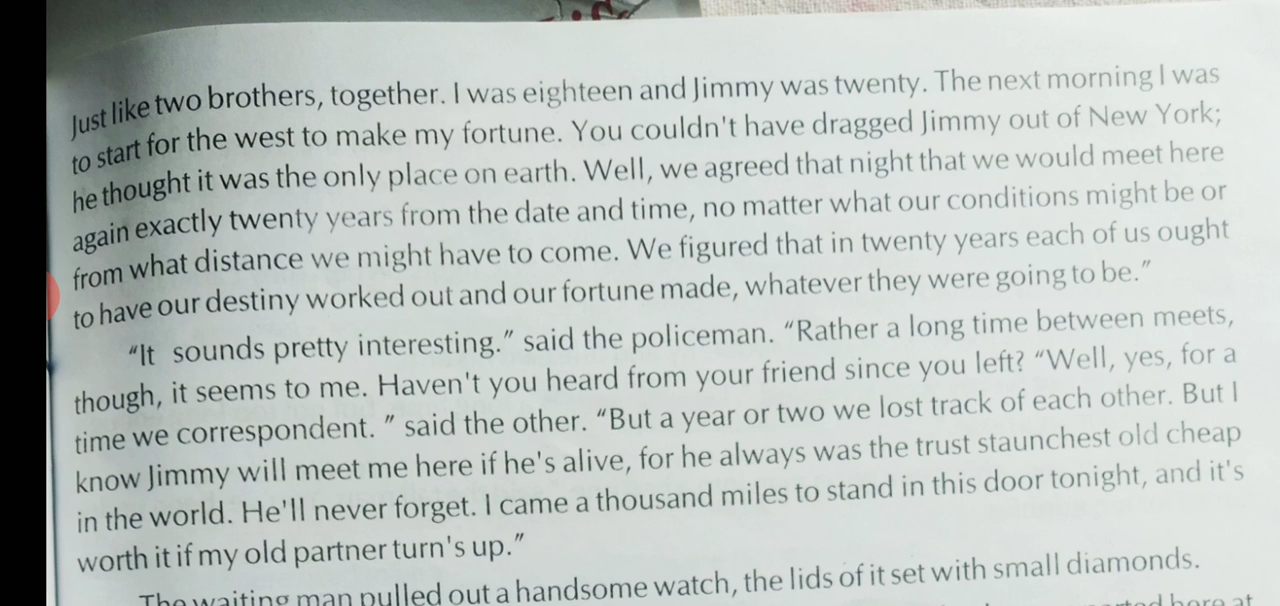 Just like two brothers, together. I was eighteen and Jimmy was twenty. The next morning I was
to start for the west to make my fortune. You couldn't have dragged Jimmy out of New York;
he thought it was the only place on earth. Well, we agreed that night that we would meet here
again exactly twenty years from the date and time, no matter what our conditions might be or
from what distance we might have to come. We figured that in twenty years each of us ought
to have our destiny worked out and our fortune made, whatever they were going to be.”
“It sounds pretty interesting.” said the policeman. “Rather a long time between meets,
though, it seems to me. Haven't you heard from your friend since you left? “Well, yes, for a
time we correspondent. ” said the other. “But a year or two we lost track of each other. But I
know Jimmy will meet me here if he's alive, for he always was the trust staunchest old cheap
in the world. He'll never forget. I came a thousand miles to stand in this door tonight, and it's
worth it if my old partner turn's up.”
The waiting man pulled out a handsome watch, the lids of it set with small diamonds.
here at